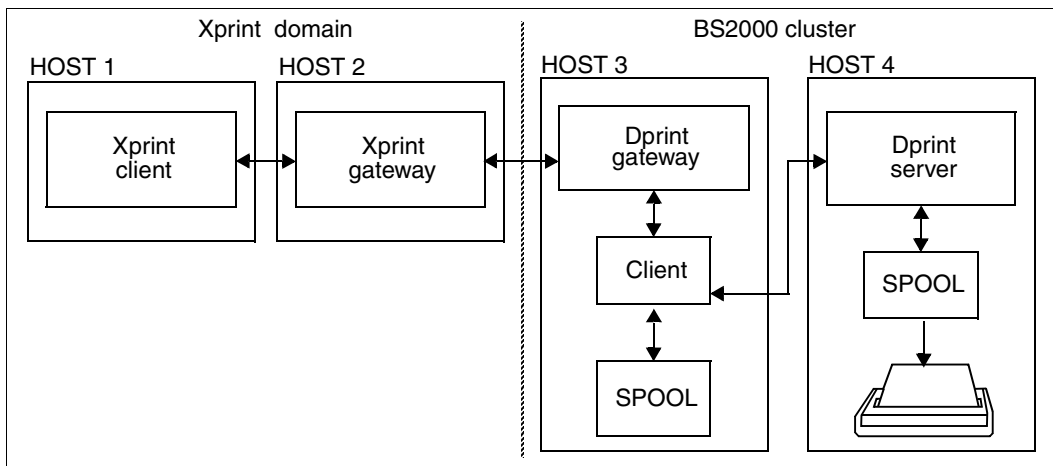 Xprint domain
BS2000 cluster
HOST 1
HOST 2
HOST 3
HOST 4
Xprint
client
Xprint
gateway
Dprint
gateway
Dprint
server
Client
SPOOL
SPOOL